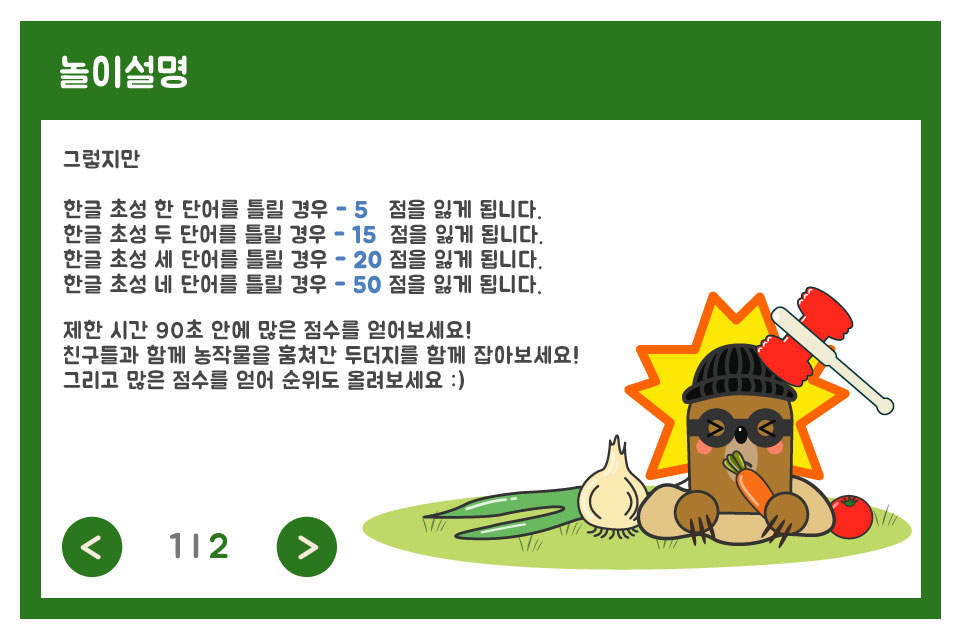 놀이설명
그렇지만
한글 초성 한 단어를 틀릴 경우 - 5 점을 잃게 됩니다.
한글 초성 두 단어를 틀릴 경우 - 15 점을 잃게 됩니다.
한글 초성 세 단어를 틀릴 경우 - 20 점을 잃게 됩니다.
한글 초성 네 단어를 틀릴 경우 - 50 점을 잃게 됩니다.
제한 시간 90초 안에 많은 점수를 얻어보세요!
친구들과 함께 농작물을 훔쳐간 두더지를 함께 잡아보세요!
그리고 많은 점수를 얻어 순위도 올려보세요 :)
< 1 | 2 >